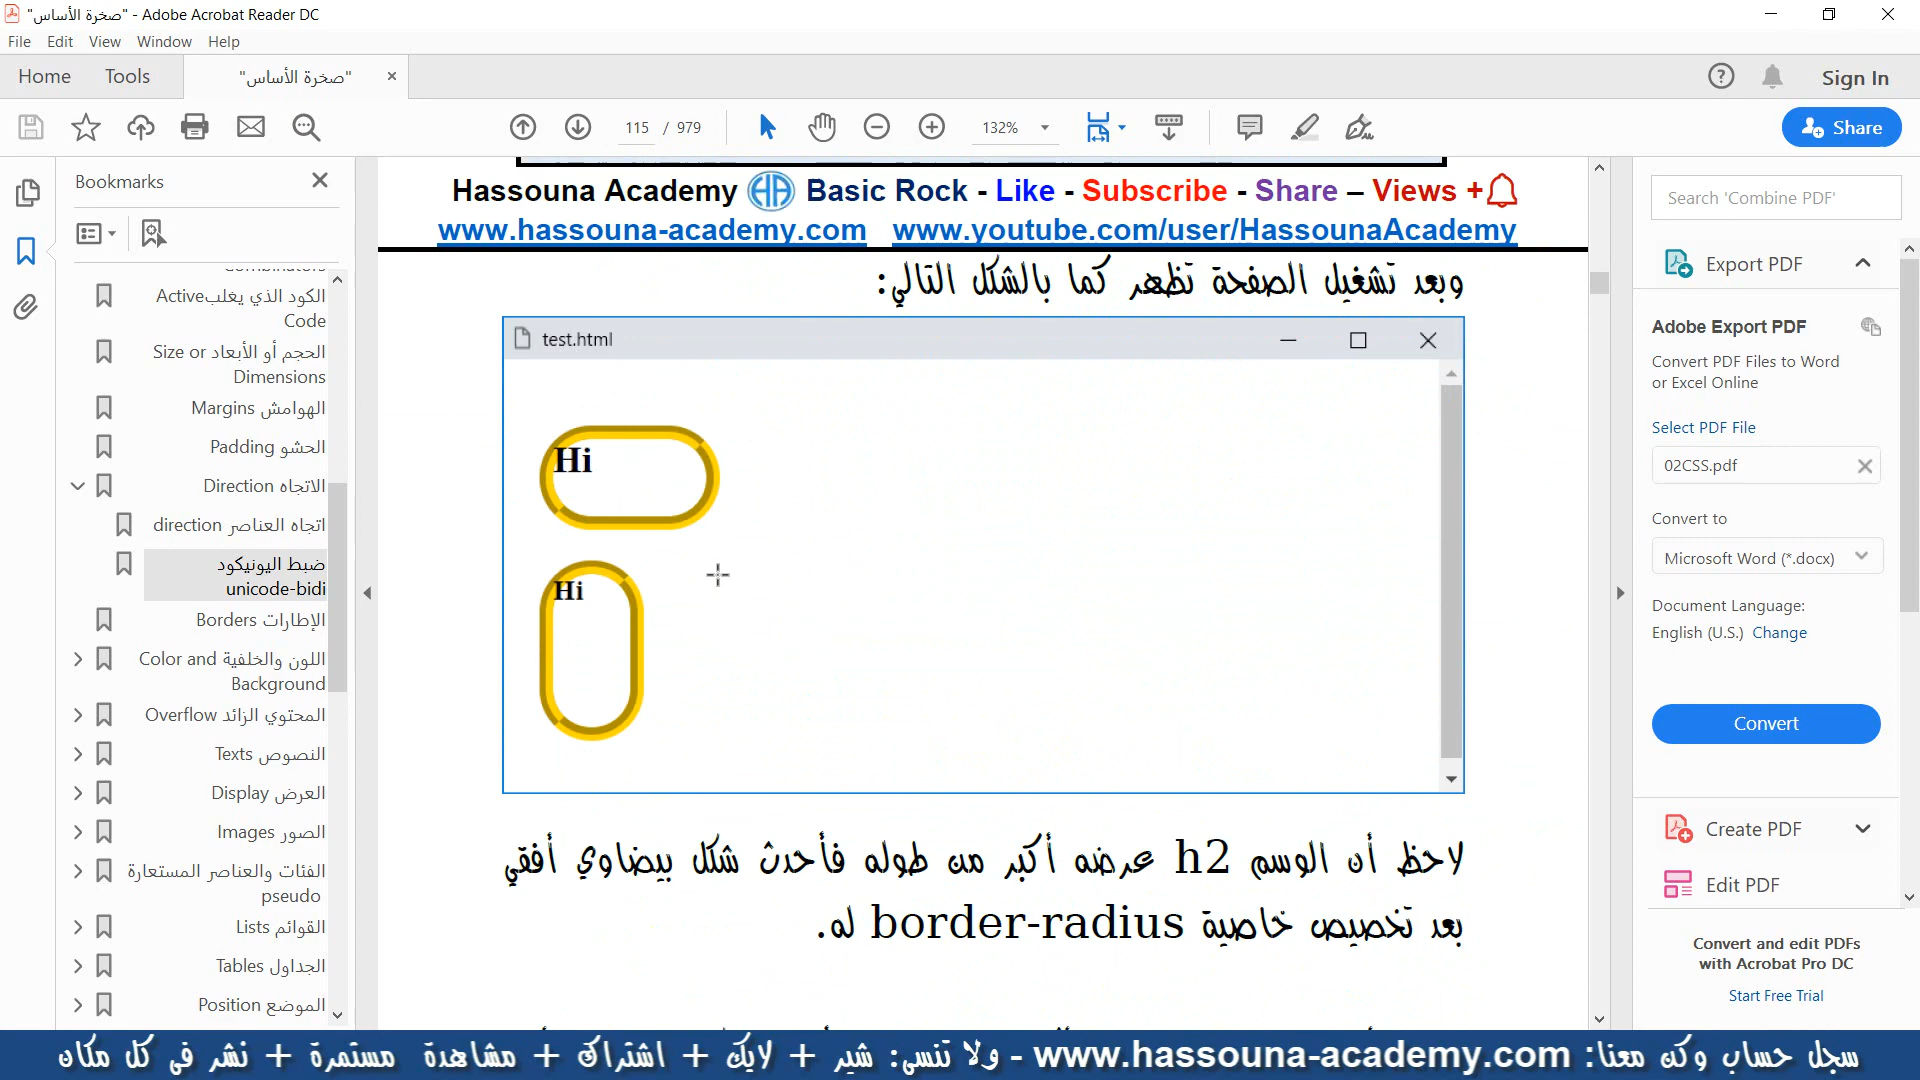 "صخرة الأساس" - Adobe Acrobat Reader DC
File Edit View Window Help
Home Tools "صخرة الأساس" Sign In
115 / 979 132% Share
Bookmarks
الكود الذي يغلب Active
Code
الحجم أو الأبعاد Size or
Dimensions
الهوامش Margins
الحشو Padding
الاتجاه Direction
اتجاه العناصر direction
ضبط اليونيكود
unicode-bidi
الإطارات Borders
اللون والخلفية Color and
Background
المحتوي الزائد Overflow
النصوص Texts
العرض Display
الصور Images
الفئات والعناصر المستعارة
pseudo
القوائم Lists
الجداول Tables
الموضع Position
Hassouna Academy HA Basic Rock - Like - Subscribe - Share – Views +
www.hassouna-academy.com www.youtube.com/user/HassounaAcademy
وبعد تشغيل الصفحة تظهر كما بالشكل التالي:
test.html
Hi
Hi
لاحظ أن الوسم h2 عرضه أكبر من طوله فأحدث شكل بيضاوي أفقي
بعد تخصيص خاصية border-radius له.
Search 'Combine PDF'
Export PDF
Adobe Export PDF
Convert PDF Files to Word
or Excel Online
Select PDF File
02CSS.pdf
Convert to
Microsoft Word (*.docx)
Document Language:
English (U.S.) Change
Convert
Create PDF
Edit PDF
Convert and edit PDFs
with Acrobat Pro DC
Start Free Trial
سجل حساب وكن معنا: www.hassouna-academy.com - ولا تنسى: شير + لايك + اشتراك + مشاهدة مستمرة + نشر في كل مكان